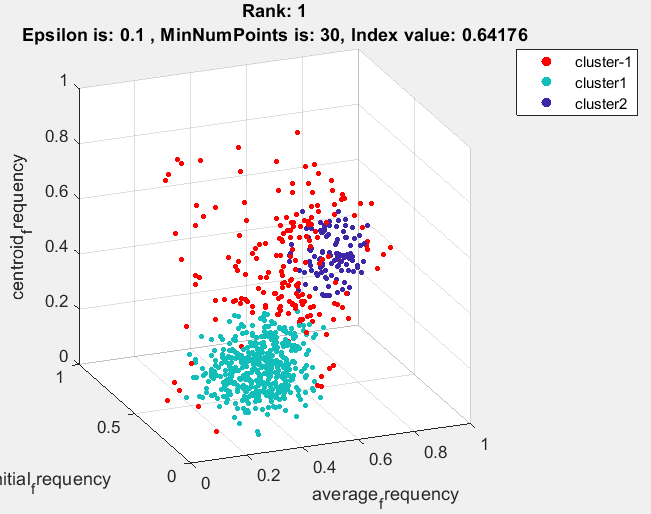 Rank: 1
Epsilon is: 0.1 , MinNumPoints is: 30, Index value: 0.64176
cluster-1
cluster1
cluster2
1
0.8
0.6
0.4
0.2
0
centroid_frequency
1
0.5
0
nitial_frequency
0
0.2
0.4
0.6
0.8
1
average_frequency